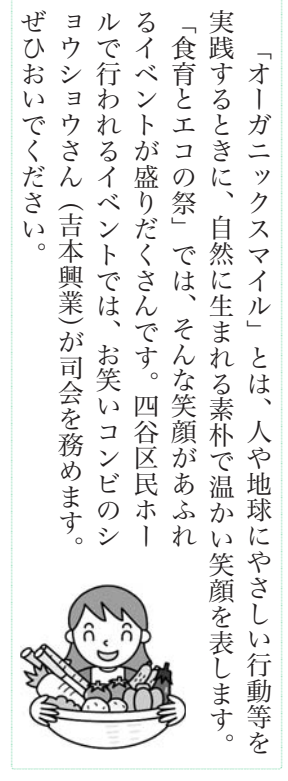 「オーガニックスマイル」とは、人や地球にやさしい行動等を
実践するときに、自然に生まれる素朴で温かい笑顔を表します。
「食育とエコの祭」では、そんな笑顔があふれ
るイベントが盛りだくさんです。四谷区民ホー
ルで行われるイベントでは、お笑いコンビのシ
ョウショウさん（吉本興業）が司会を務めます。
ぜひおいでください。